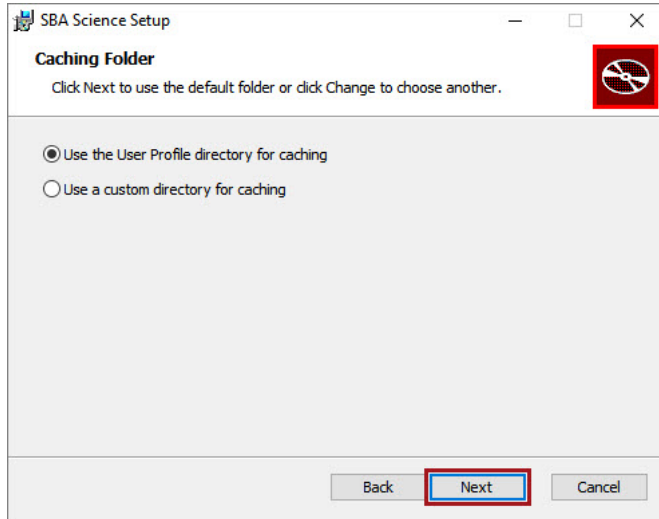 SBA Science Setup
Caching Folder
Click Next to use the default folder or click Change to choose another.
Use the User Profile directory for caching
Use a custom directory for caching
Back Next Cancel